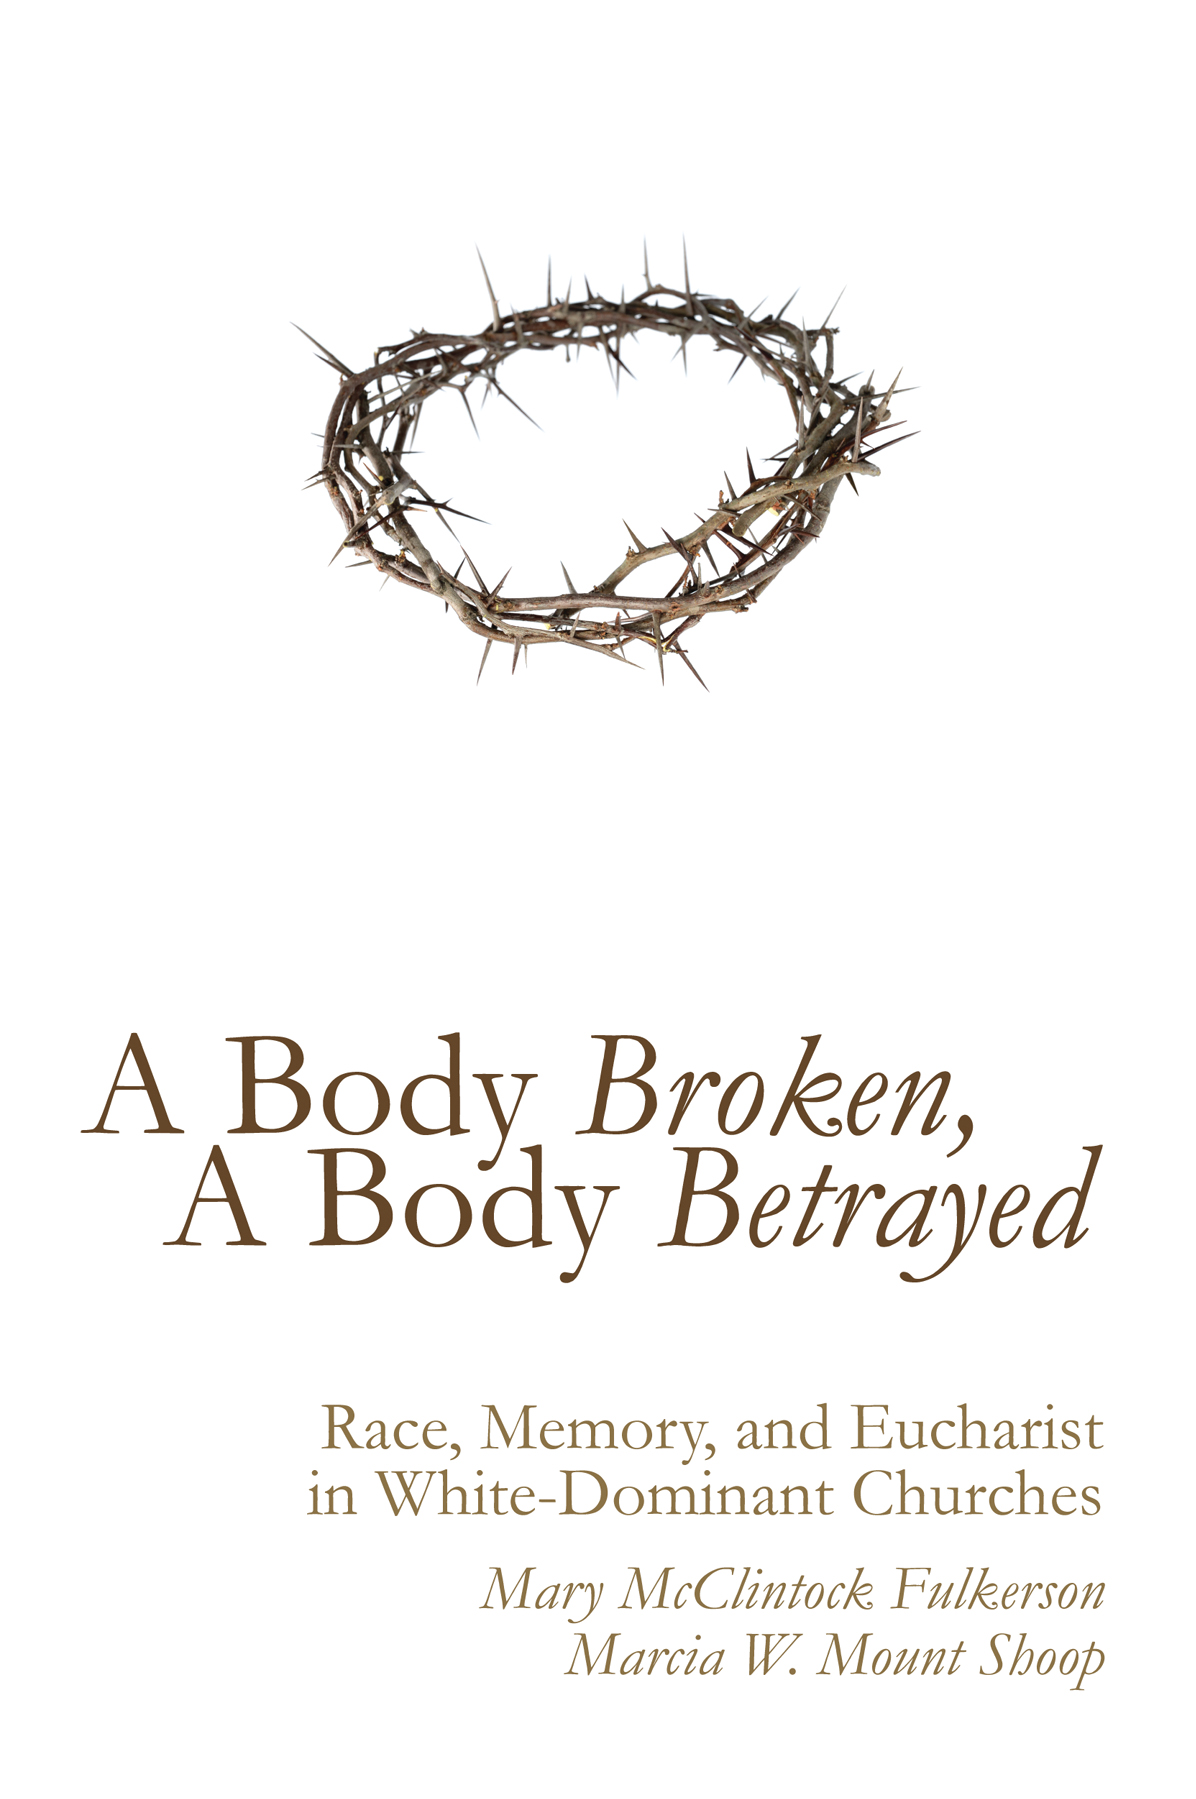 A Body Broken,
A Body Betrayed
Race, Memory, and Eucharist
in White-Dominant Churches
Mary McClintock Fulkerson
Marcia W. Mount Shoop